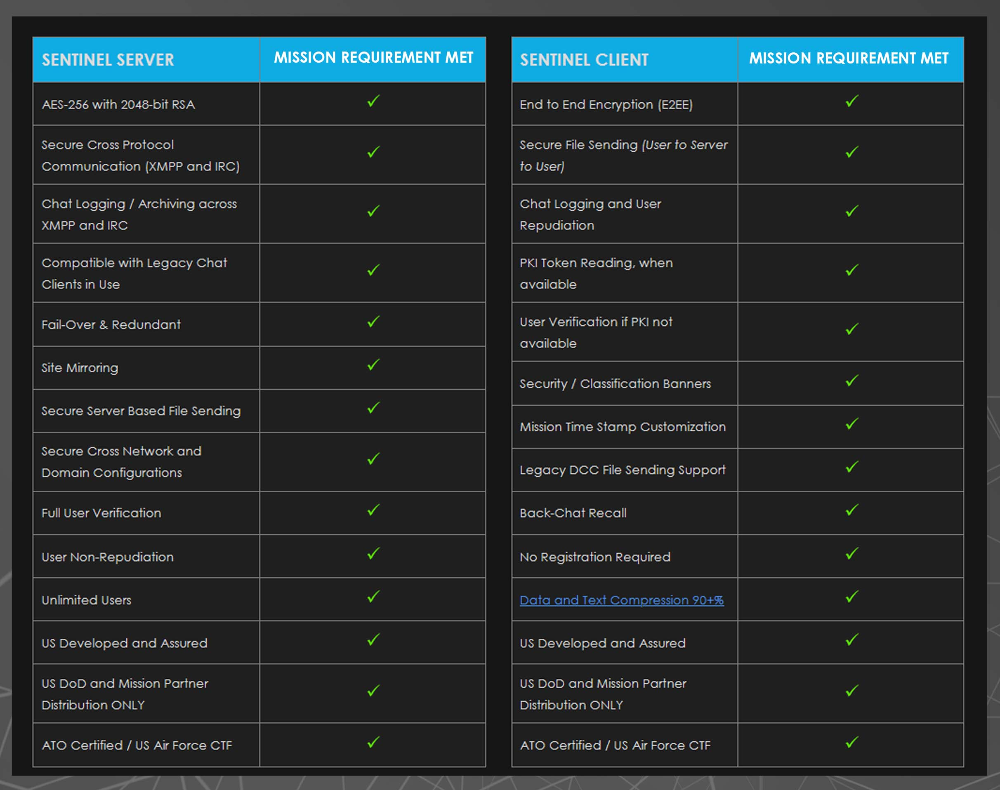 SENTINEL SERVER
MISSION REQUIREMENT MET
AES-256 with 2048-bit RSA
✓
Secure Cross Protocol
Communication (XMPP and IRC)
✓
Chat Logging / Archiving across
XMPP and IRC
✓
Compatible with Legacy Chat
Clients in Use
✓
Fail-Over & Redundant
✓
Site Mirroring
✓
Secure Server Based File Sending
✓
Secure Cross Network and
Domain Configurations
✓
Full User Verification
✓
User Non-Repudiation
✓
Unlimited Users
✓
US Developed and Assured
✓
US DoD and Mission Partner
Distribution ONLY
✓
ATO Certified / US Air Force CTF
✓
SENTINEL CLIENT
MISSION REQUIREMENT MET
End to End Encryption (E2EE)
✓
Secure File Sending (User to Server
to User)
✓
Chat Logging and User
Repudiation
✓
PKI Token Reading, when
available
✓
User Verification if PKI not
available
✓
Security / Classification Banners
✓
Mission Time Stamp Customization
✓
Legacy DCC File Sending Support
✓
Back-Chat Recall
✓
No Registration Required
✓
Data and Text Compression 90+%
✓
US Developed and Assured
✓
US DoD and Mission Partner
Distribution ONLY
✓
ATO Certified / US Air Force CTF
✓